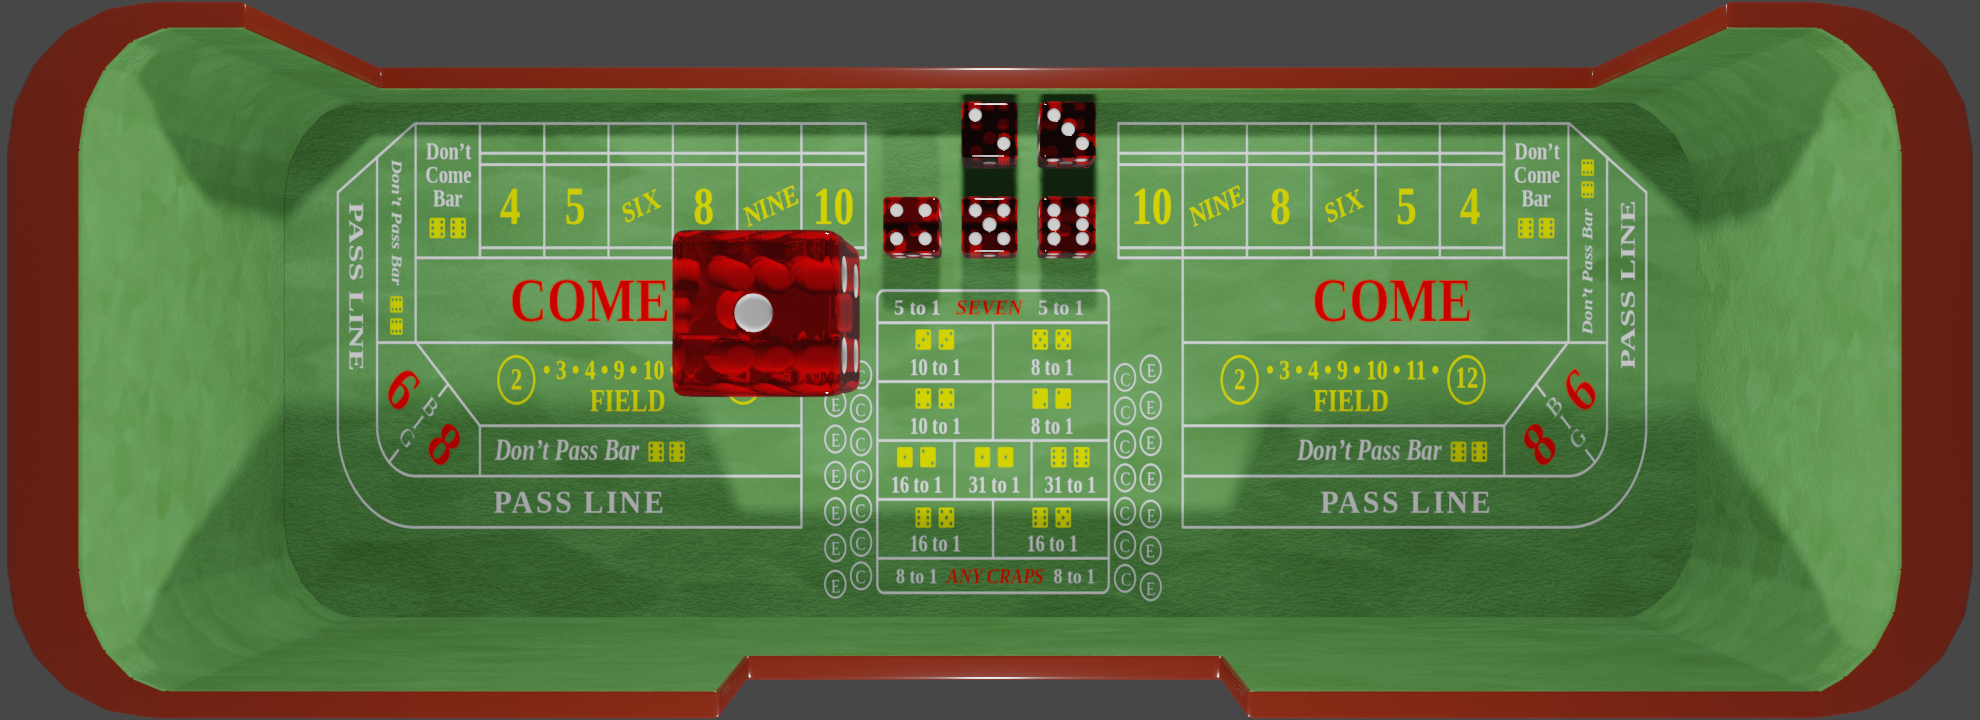 Don't
Come
Bar
4 5 SIX 8 NINE 10
Don't Pass Bar
PASS LINE
COME
2 • 3 • 4 • 9 • 10
FIELD
6
8
B
G
Don't Pass Bar
PASS LINE
5 to 1 SEVEN 5 to 1
10 to 1 8 to 1
10 to 1 8 to 1
16 to 1 31 to 1 31 to 1
16 to 1 16 to 1
8 to 1 ANY CRAPS 8 to 1
C
E C
E C
E C
E C
E C
E C
C E
C E
C E
C E
C E
C E
C E
10 NINE 8 SIX 5 4
Don't
Come
Bar
Don't Pass Bar
PASS LINE
COME
2 • 3 • 4 • 9 • 10 • 11 • 12
FIELD
6
8
B
G
Don't Pass Bar
PASS LINE